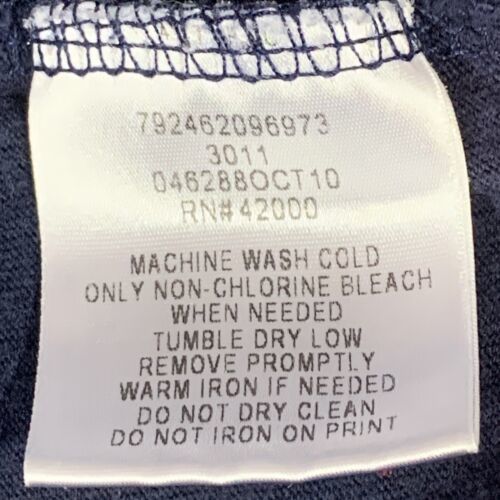 792462096973
3011
046288OCT10
RN#42000
MACHINE WASH COLD
ONLY NON-CHLORINE BLEACH
WHEN NEEDED
TUMBLE DRY LOW
REMOVE PROMPTLY
WARM IRON IF NEEDED
DO NOT DRY CLEAN
DO NOT IRON ON PRINT